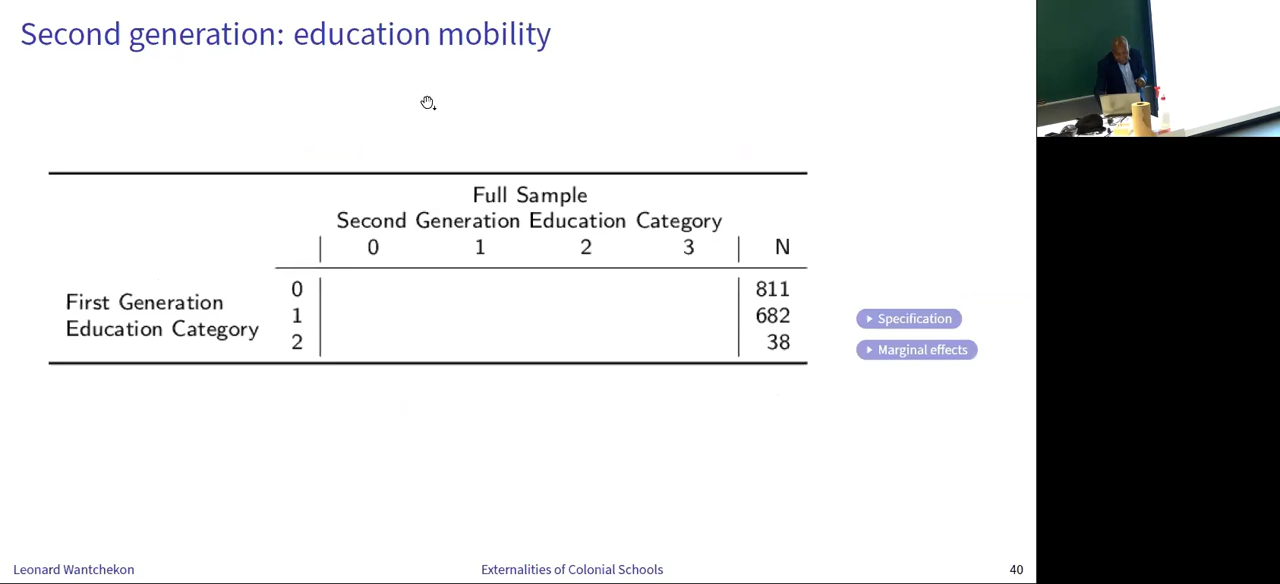 Second generation: education mobility
Full Sample
Second Generation Education Category
0 1 2 3 N
First Generation
Education Category
0 811
1 682
2 38
Specification
Marginal effects
Leonard Wantchekon
Externalities of Colonial Schools
40